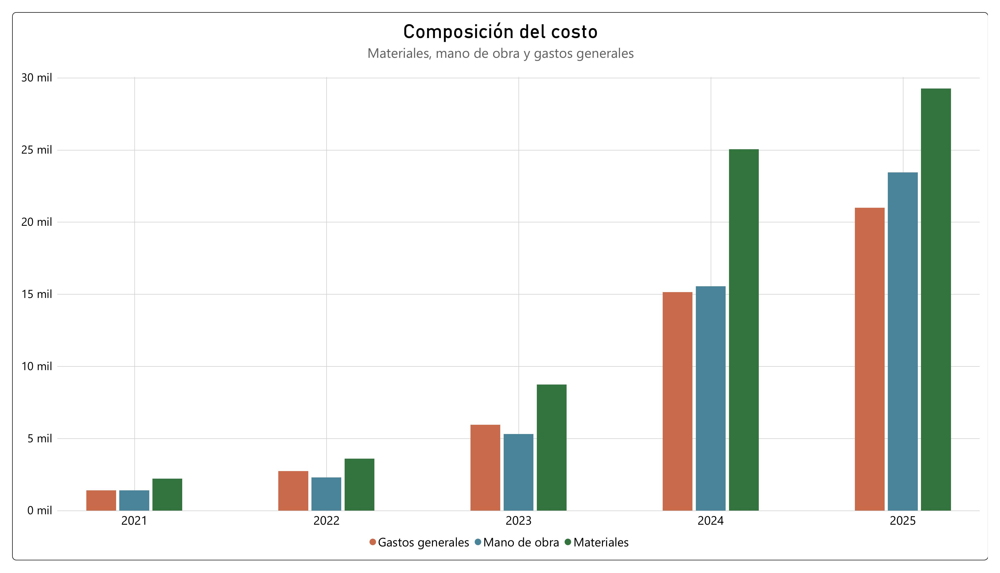 Composición del costo
Materiales, mano de obra y gastos generales
30 mil
25 mil
20 mil
15 mil
10 mil
5 mil
0 mil
2021 2022 2023 2024 2025
Gastos generales Mano de obra Materiales